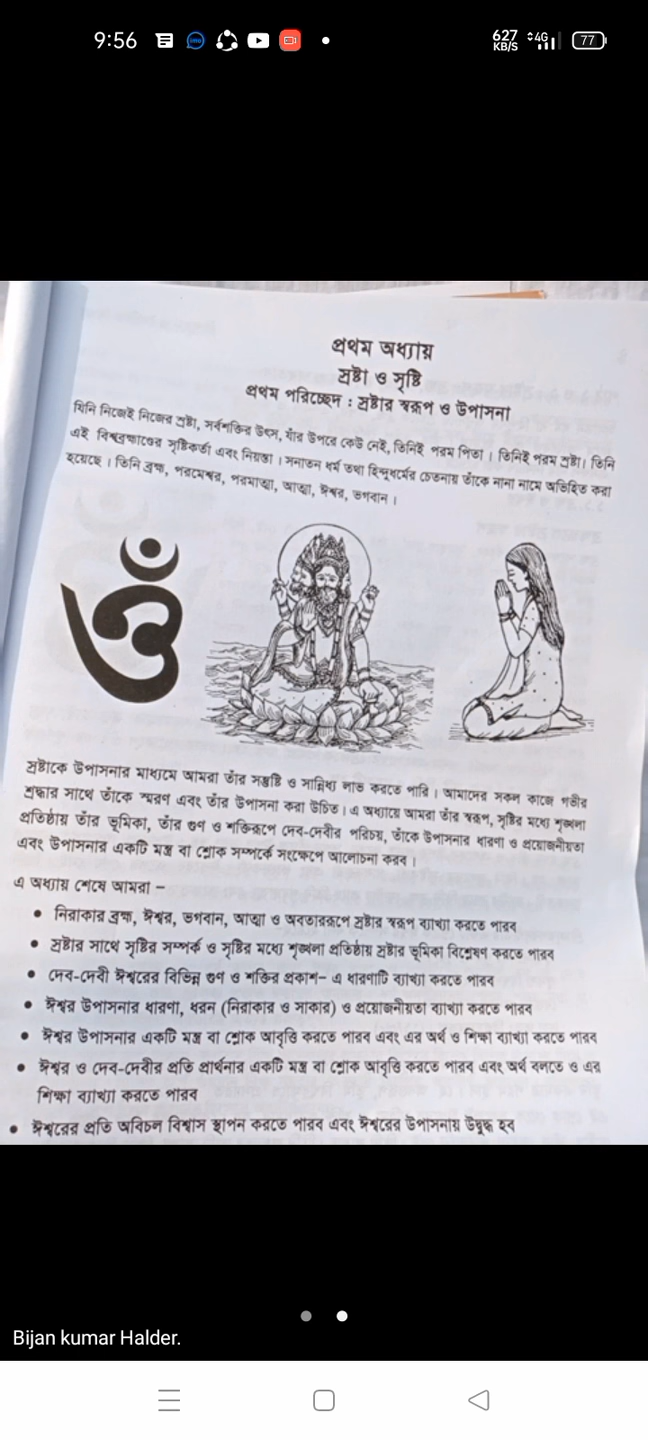 9:56
627 KB/S
4G
77
প্রথম অধ্যায়
স্রষ্টা ও সৃষ্টি
প্রথম পরিচ্ছেদ : স্রষ্টার স্বরূপ ও উপাসনা
যিনি নিজেই নিজের স্রষ্টা, সর্বশক্তির উৎস, যাঁর উপরে কেউ নেই, তিনিই পরম পিতা । তিনিই পরম স্রষ্টা। তিনি
এই বিশ্বব্রহ্মাণ্ডের সৃষ্টিকর্তা এবং নিয়ন্তা । সনাতন ধর্ম তথা হিন্দুধর্মের চেতনায় তাঁকে নানা নামে অভিহিত করা
হয়েছে । তিনি ব্রহ্ম, পরমেশ্বর, পরমাত্মা, আত্মা, ঈশ্বর, ভগবান ।
ওঁ
স্রষ্টাকে উপাসনার মাধ্যমে আমরা তাঁর সন্তুষ্টি ও সান্নিধ্য লাভ করতে পারি । আমাদের সকল কাজে গভীর
শ্রদ্ধার সাথে তাঁকে স্মরণ এবং তাঁর উপাসনা করা উচিত । এ অধ্যায়ে আমরা তাঁর স্বরূপ, সৃষ্টির মধ্যে শৃঙ্খলা
প্রতিষ্ঠায় তাঁর ভূমিকা, তাঁর গুণ ও শক্তিরূপে দেব-দেবীর পরিচয়, তাঁকে উপাসনার ধারণা ও প্রয়োজনীয়তা
এবং উপাসনার একটি মন্ত্র বা শ্লোক সম্পর্কে সংক্ষেপে আলোচনা করব ।
এ অধ্যায় শেষে আমরা –
• নিরাকার ব্রহ্ম, ঈশ্বর, ভগবান, আত্মা ও অবতাররূপে স্রষ্টার স্বরূপ ব্যাখ্যা করতে পারব
• স্রষ্টার সাথে সৃষ্টির সম্পর্ক ও সৃষ্টির মধ্যে শৃঙ্খলা প্রতিষ্ঠায় স্রষ্টার ভূমিকা বিশ্লেষণ করতে পারব
• দেব-দেবী ঈশ্বরের বিভিন্ন গুণ ও শক্তির প্রকাশ– এ ধারণাটি ব্যাখ্যা করতে পারব
• ঈশ্বর উপাসনার ধারণা, ধরন (নিরাকার ও সাকার) ও প্রয়োজনীয়তা ব্যাখ্যা করতে পারব
• ঈশ্বর উপাসনার একটি মন্ত্র বা শ্লোক আবৃত্তি করতে পারব এবং এর অর্থ ও শিক্ষা ব্যাখ্যা করতে পারব
• ঈশ্বর ও দেব-দেবীর প্রতি প্রার্থনার একটি মন্ত্র বা শ্লোক আবৃত্তি করতে পারব এবং অর্থ বলতে ও এর
শিক্ষা ব্যাখ্যা করতে পারব
• ঈশ্বরের প্রতি অবিচল বিশ্বাস স্থাপন করতে পারব এবং ঈশ্বরের উপাসনায় উদ্বুদ্ধ হব
Bijan kumar Halder.